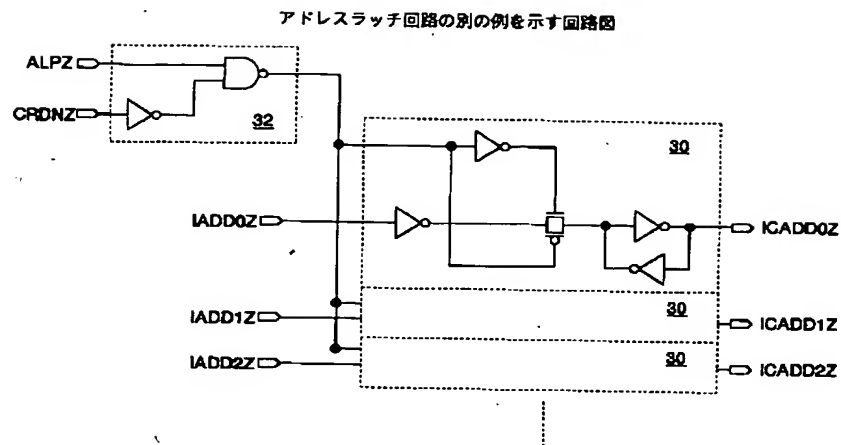 アドレスラッチ回路の別の例を示す回路図
ALPZ
CRDNZ
32
30
IADD0Z
ICADD0Z
30
IADD1Z
ICADD1Z
30
IADD2Z
ICADD2Z